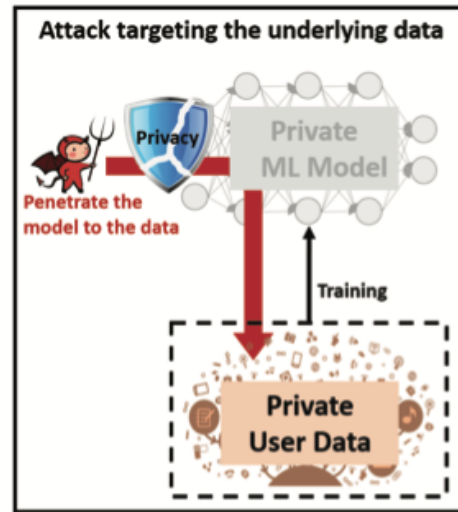 Attack targeting the underlying data
Privacy
Private
ML Model
Penetrate the
model to the data
Training
Private
User Data